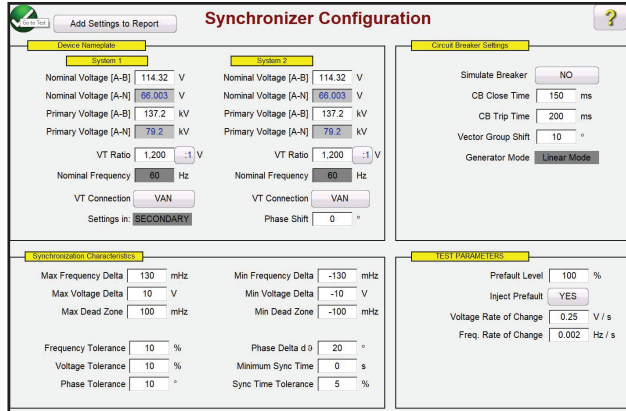 Go to Test
Add Settings to Report
Synchronizer Configuration
?
Device Nameplate
System 1
System 2
Nominal Voltage [A-B] 114.32 V
Nominal Voltage [A-B] 114.32 V
Nominal Voltage [A-N] 66.003 V
Nominal Voltage [A-N] 66.003 V
Primary Voltage [A-B] 137.2 kV
Primary Voltage [A-B] 137.2 kV
Primary Voltage [A-N] 79.2 kV
Primary Voltage [A-N] 79.2 kV
VT Ratio 1,200 :1 V
VT Ratio 1,200 :1 V
Nominal Frequency 60 Hz
Nominal Frequency 60 Hz
VT Connection VAN
VT Connection VAN
Settings in: SECONDARY
Phase Shift 0 °
Circuit Breaker Settings
Simulate Breaker NO
CB Close Time 150 ms
CB Trip Time 200 ms
Vector Group Shift 10 °
Generator Mode Linear Mode
Synchronization Characteristics
Max Frequency Delta 130 mHz
Min Frequency Delta -130 mHz
Max Voltage Delta 10 V
Min Voltage Delta -10 V
Max Dead Zone 100 mHz
Min Dead Zone -100 mHz
Frequency Tolerance 10 %
Phase Delta d ϑ 20 °
Voltage Tolerance 10 %
Minimum Sync Time 0 s
Phase Tolerance 10 °
Sync Time Tolerance 5 %
TEST PARAMETERS
Prefault Level 100 %
Inject Prefault YES
Voltage Rate of Change 0.25 V / s
Freq. Rate of Change 0.002 Hz / s